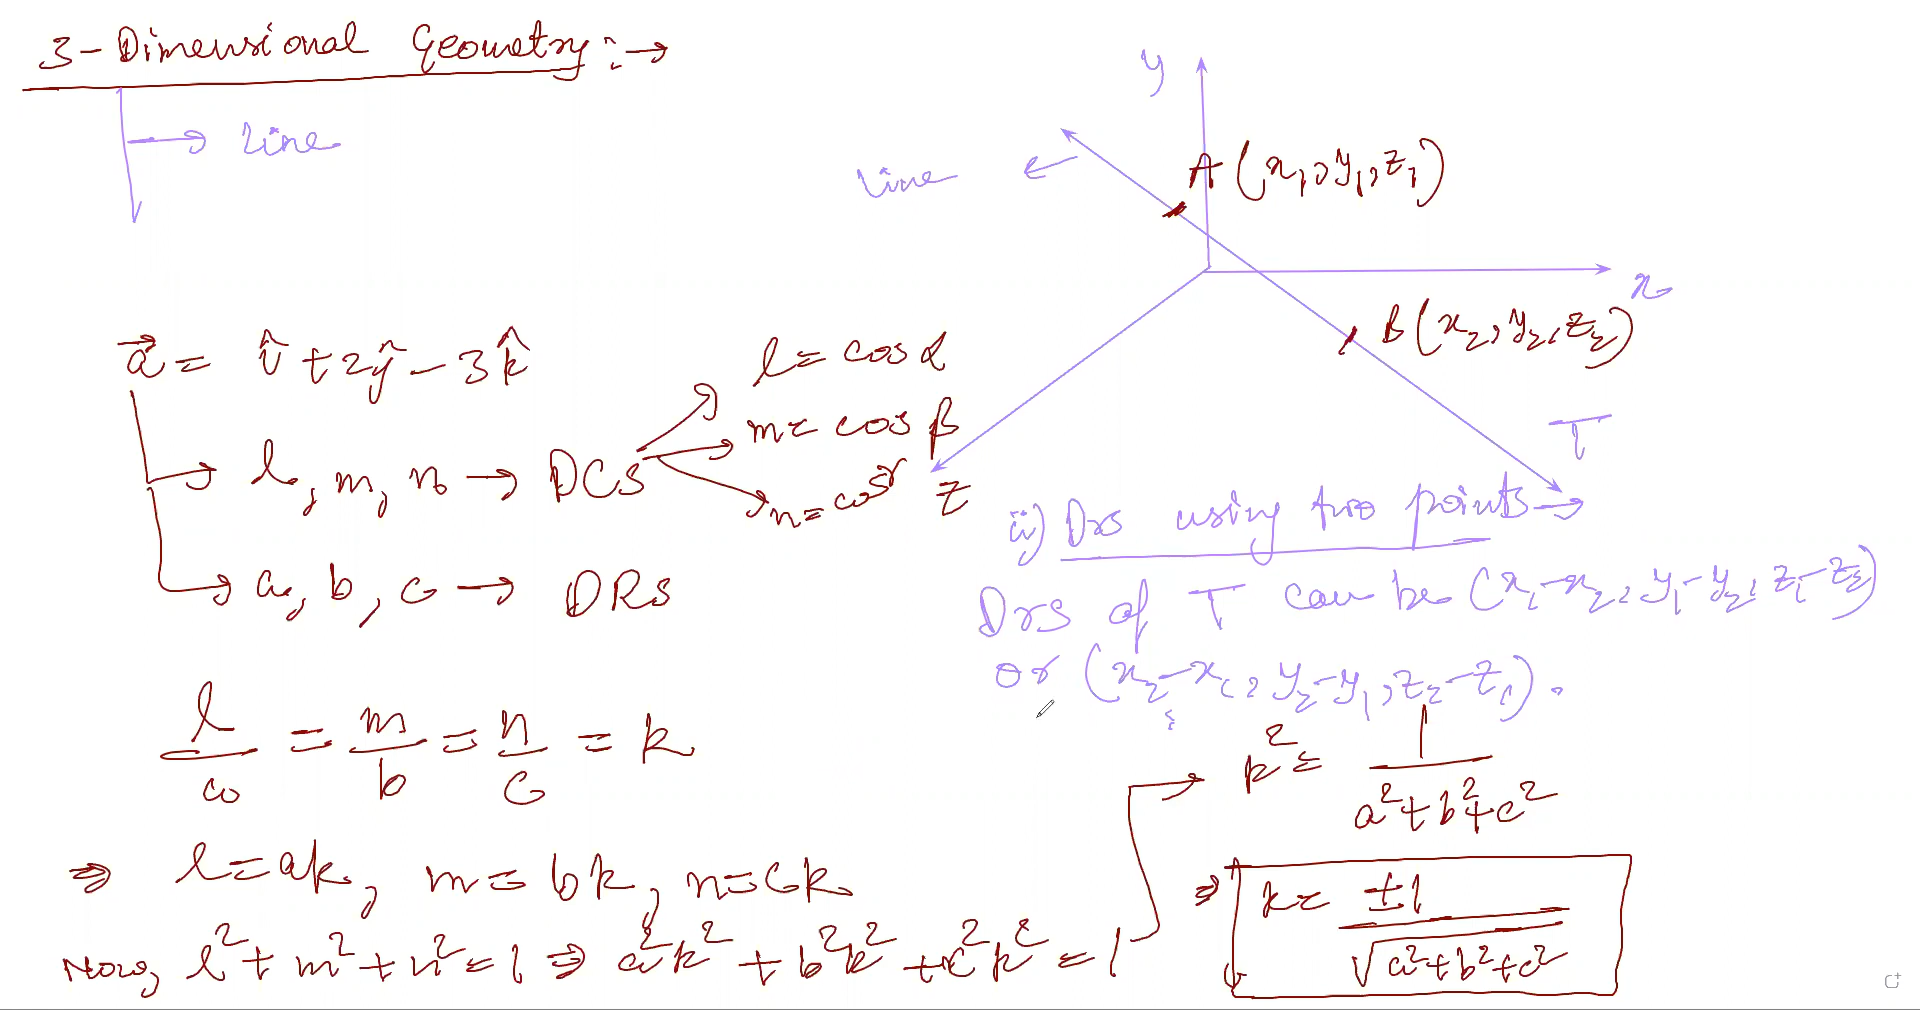 3-Dimensional Geometry :→
→ Line
y
Line ←
A (x₁, y₁, z₁)
x
B (x₂, y₂, z₂)
z
T
a⃗ = î + 2ĵ - 3k̂
→ l, m, n → DCS
l = cos α
m = cos β
n = cos γ
→ a, b, c → DRs
l/a = m/b = n/c = k
⇒ l = ak, m = bk, n = ck
Now, l² + m² + n² = 1 ⇒ a²k² + b²k² + c²k² = 1
ii) Drs using two points →
Drs of T can be (x₁-x₂, y₁-y₂, z₁-z₂)
or (x₂-x₁, y₂-y₁, z₂-z₁).
k² = 1/(a² + b² + c²)
⇒ k = ±1/√(a² + b² + c²)